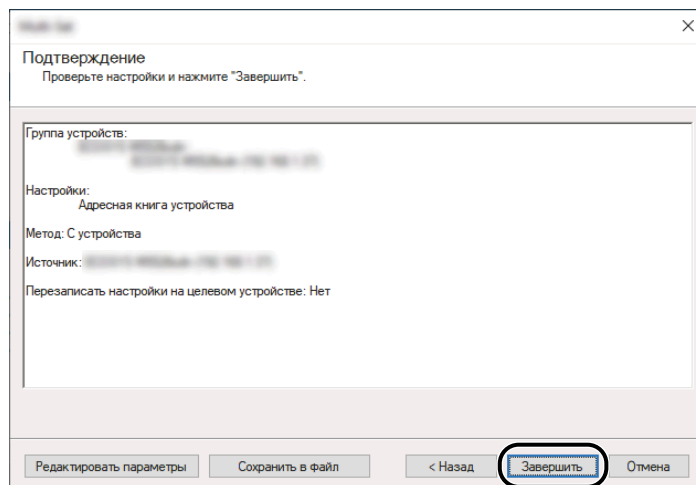 Подтверждение
Проверьте настройки и нажмите "Завершить".
Группа устройств:
Настройки:
Адресная книга устройства
Метод: С устройства
Источник:
Перезаписать настройки на целевом устройстве: Нет
Редактировать параметры
Сохранить в файл
< Назад
Завершить
Отмена